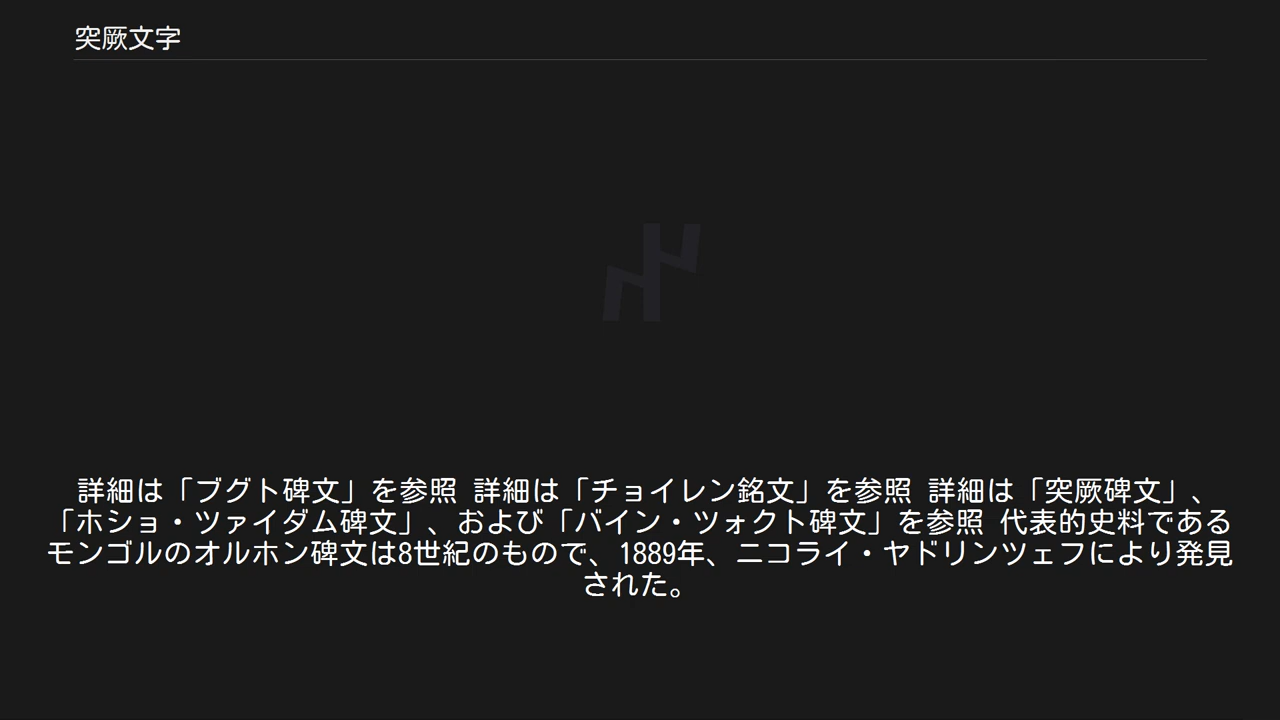 突厥文字
詳細は「ブグト碑文」を参照 詳細は「チョイレン銘文」を参照 詳細は「突厥碑文」、
「ホショ・ツァイダム碑文」、および「バイン・ツォクト碑文」を参照 代表的史料である
モンゴルのオルホン碑文は8世紀のもので、1889年、ニコライ・ヤドリンツェフにより発見
された。